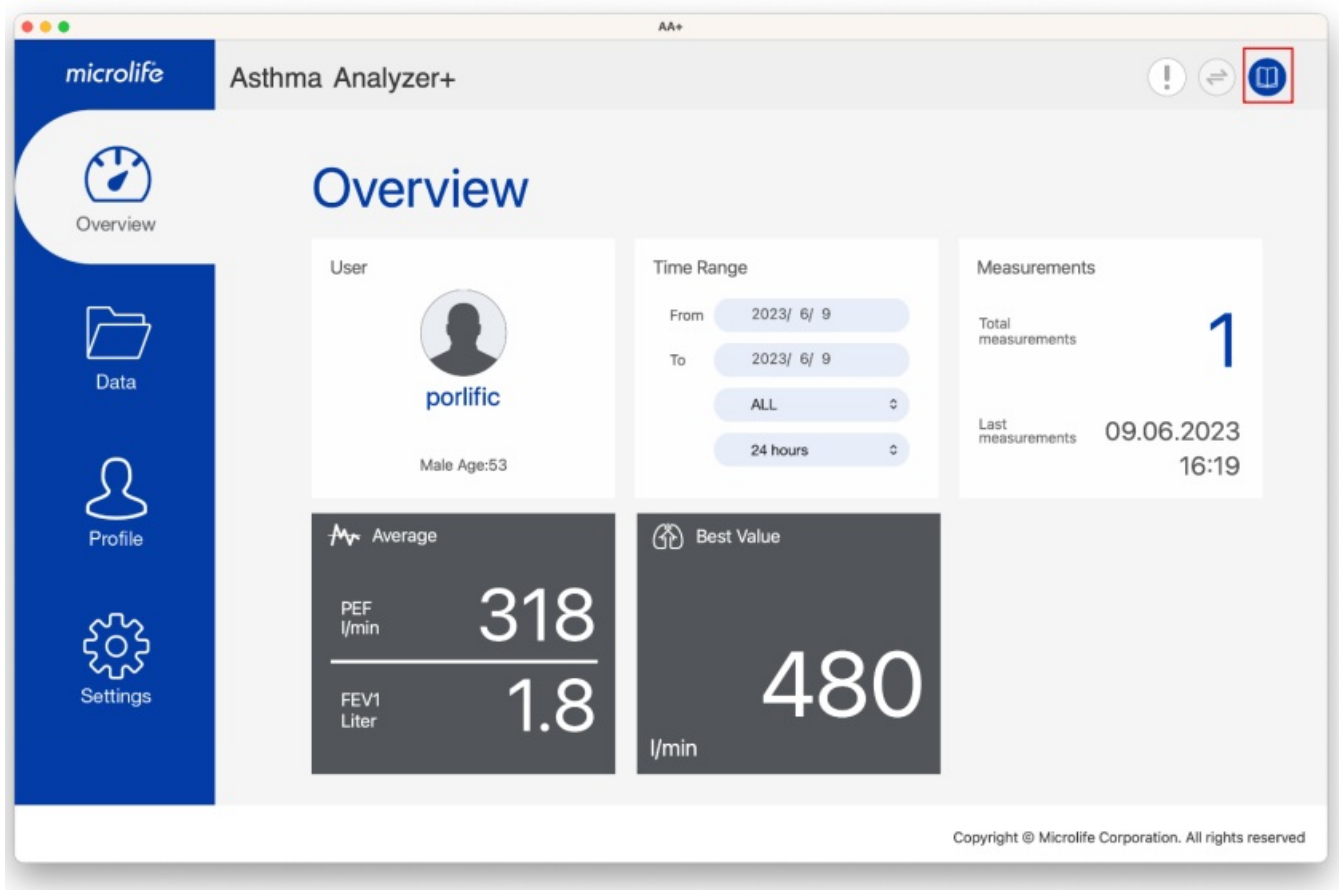 AA+
microlife
Asthma Analyzer+
Overview
Data
Profile
Settings
Overview
User
porlific
Male Age:53
Time Range
From 2023/ 6/ 9
To 2023/ 6/ 9
ALL
24 hours
Measurements
Total
measurements
1
Last
measurements
09.06.2023
16:19
Average
PEF
l/min
318
FEV1
Liter
1.8
Best Value
480
l/min
Copyright © Microlife Corporation. All rights reserved